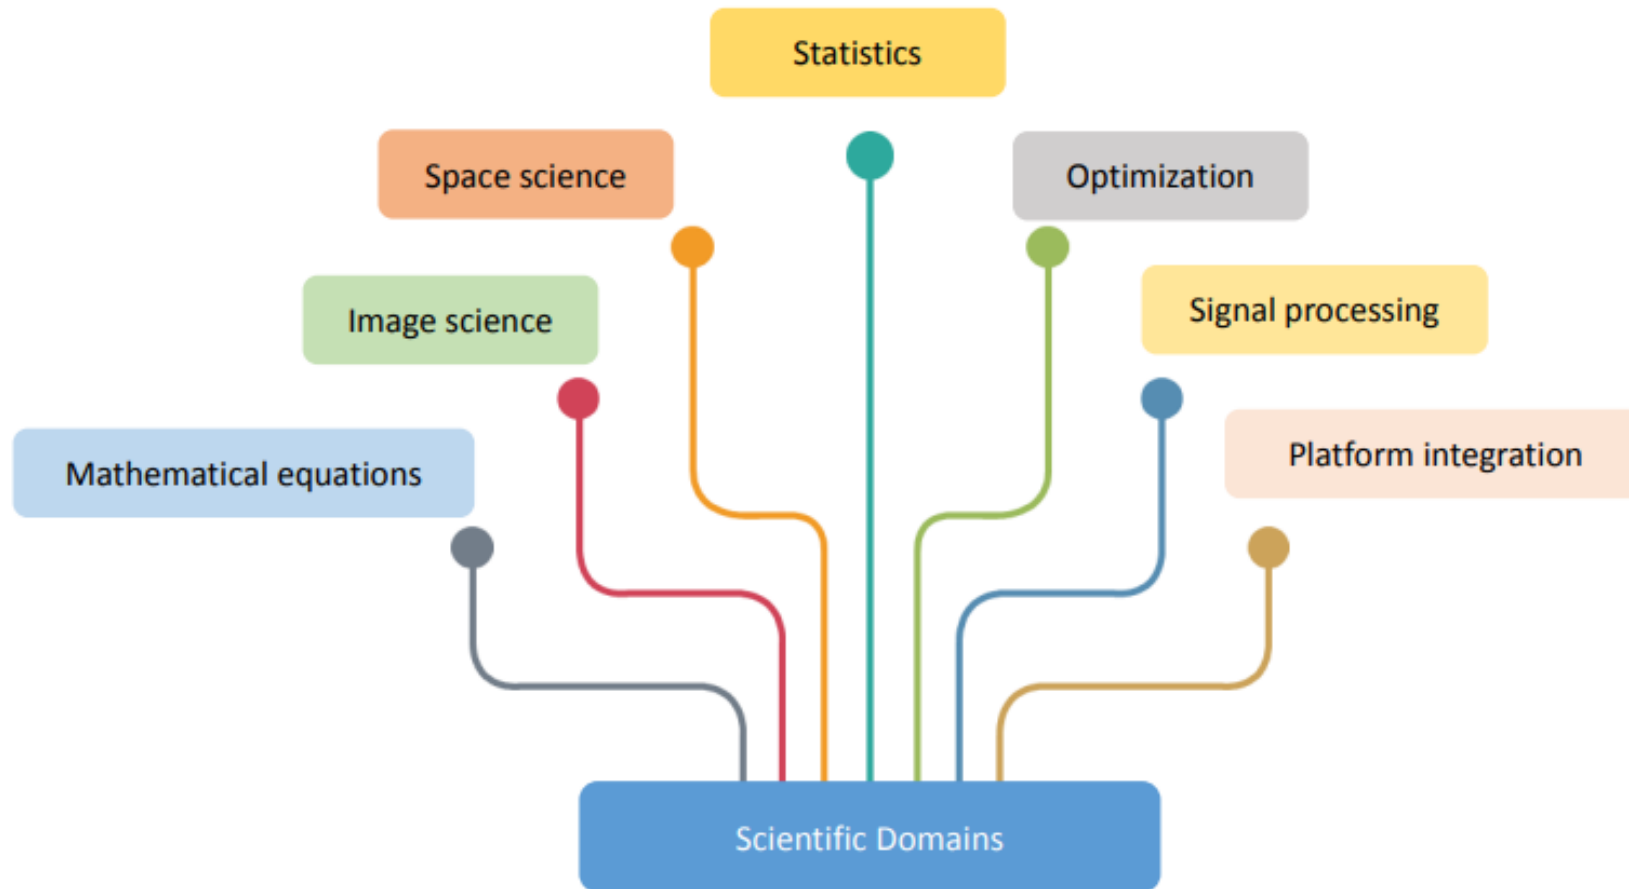 Statistics
Space science
Optimization
Image science
Signal processing
Mathematical equations
Platform integration
Scientific Domains